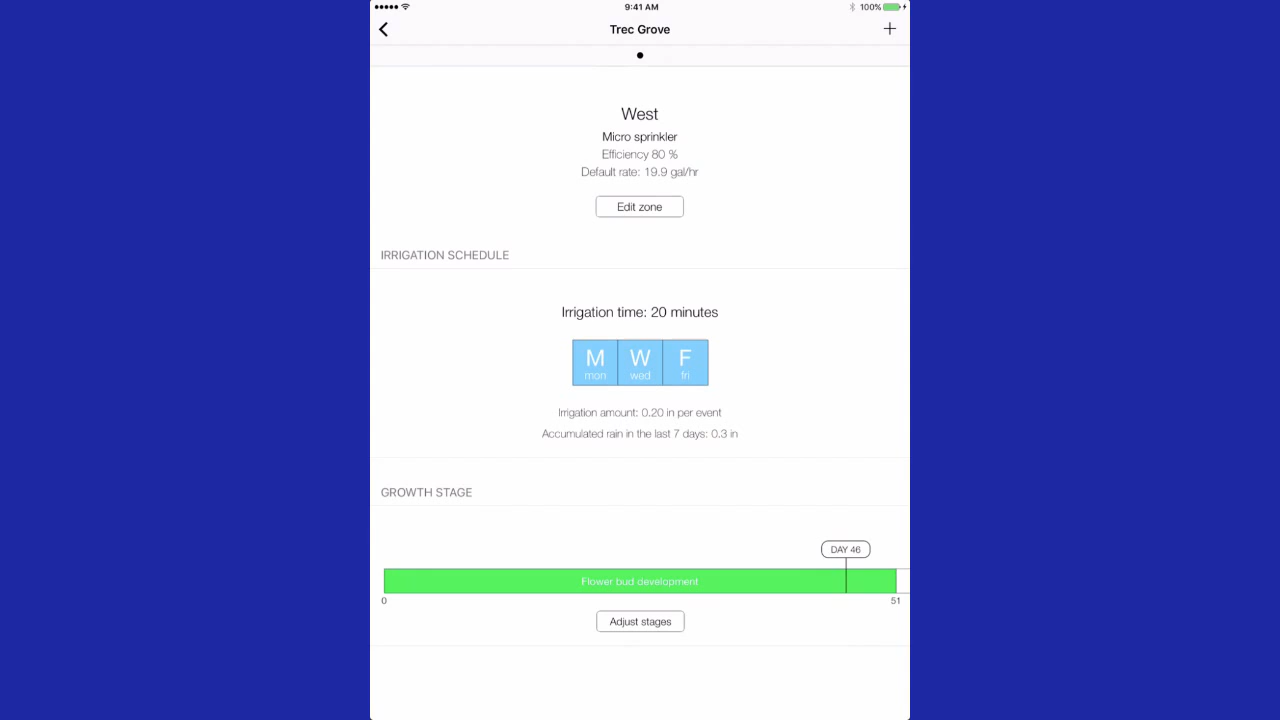 9:41 AM
100%
Trec Grove
West
Micro sprinkler
Efficiency 80 %
Default rate: 19.9 gal/hr
Edit zone
IRRIGATION SCHEDULE
Irrigation time: 20 minutes
M W F
mon wed fri
Irrigation amount: 0.20 in per event
Accumulated rain in the last 7 days: 0.3 in
GROWTH STAGE
DAY 46
Flower bud development
0 51
Adjust stages